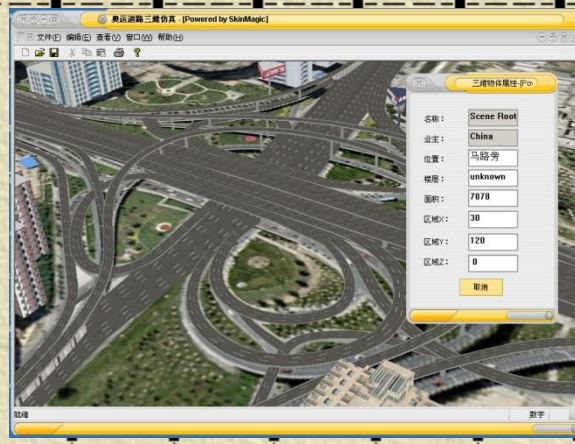 奥运道路三维仿真 - [Powered by SkinMagic]
文件(F) 编辑(E) 查看(V) 窗口(W) 帮助(H)
三维物体属性-[Pow
名称： Scene Root
业主： China
位置： 马路旁
楼层： unknown
面积： 7878
区域X： 30
区域Y： 120
区域Z： 0
取消
就绪 数字